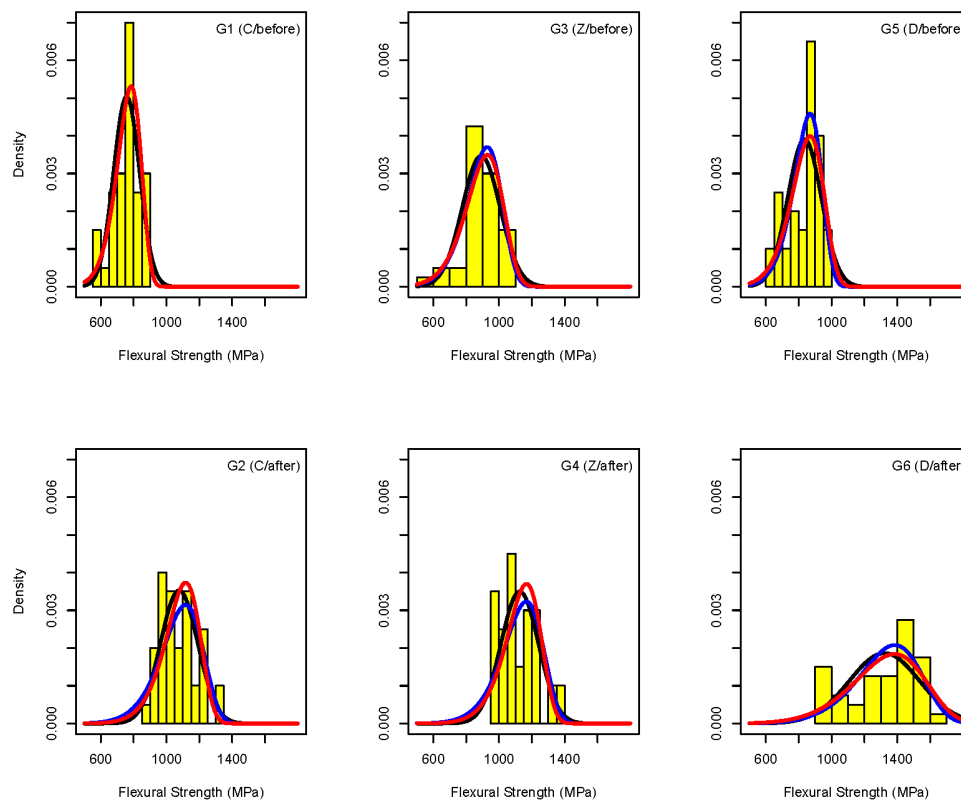 G1 (C/before)
0.006
0.003
0.000
Density
600 1000 1400
Flexural Strength (MPa)
G3 (Z/before)
0.006
0.003
0.000
600 1000 1400
Flexural Strength (MPa)
G5 (D/before
0.006
0.003
0.000
600 1000 1400
Flexural Strength (MPa)
G2 (C/after)
0.006
0.003
0.000
Density
600 1000 1400
Flexural Strength (MPa)
G4 (Z/after)
0.006
0.003
0.000
600 1000 1400
Flexural Strength (MPa)
G6 (D/after
0.006
0.003
0.000
600 1000 1400
Flexural Strength (MPa)